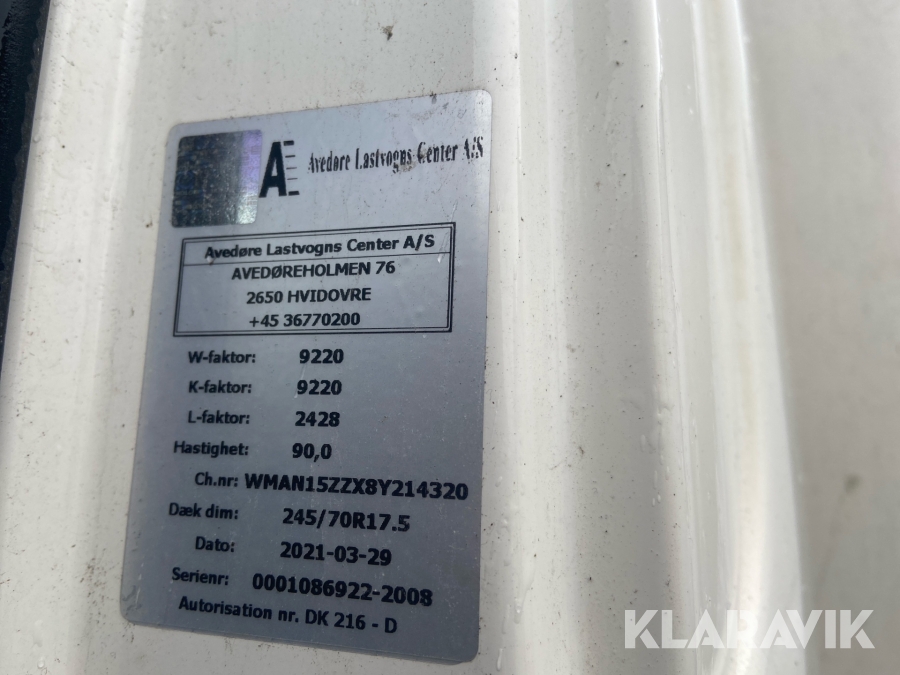 Æ Avedøre Lastvogns Center A/S
Avedøre Lastvogns Center A/S
AVEDØREHOLMEN 76
2650 HVIDOVRE
+45 36770200
W-faktor: 9220
K-faktor: 9220
L-faktor: 2428
Hastighet: 90,0
Ch.nr: WMAN15ZZX8Y214320
Dæk dim: 245/70R17.5
Dato: 2021-03-29
Serienr: 0001086922-2008
Autorisation nr. DK 216 - D
KLARAVIK